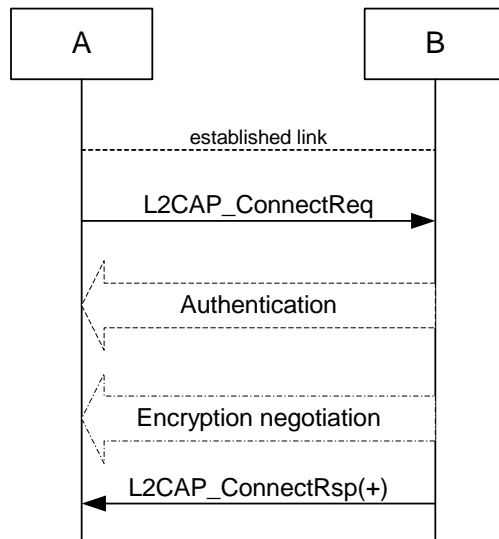 A
B
established link
L2CAP_ConnectReq
Authentication
Encryption negotiation
L2CAP_ConnectRsp(+)